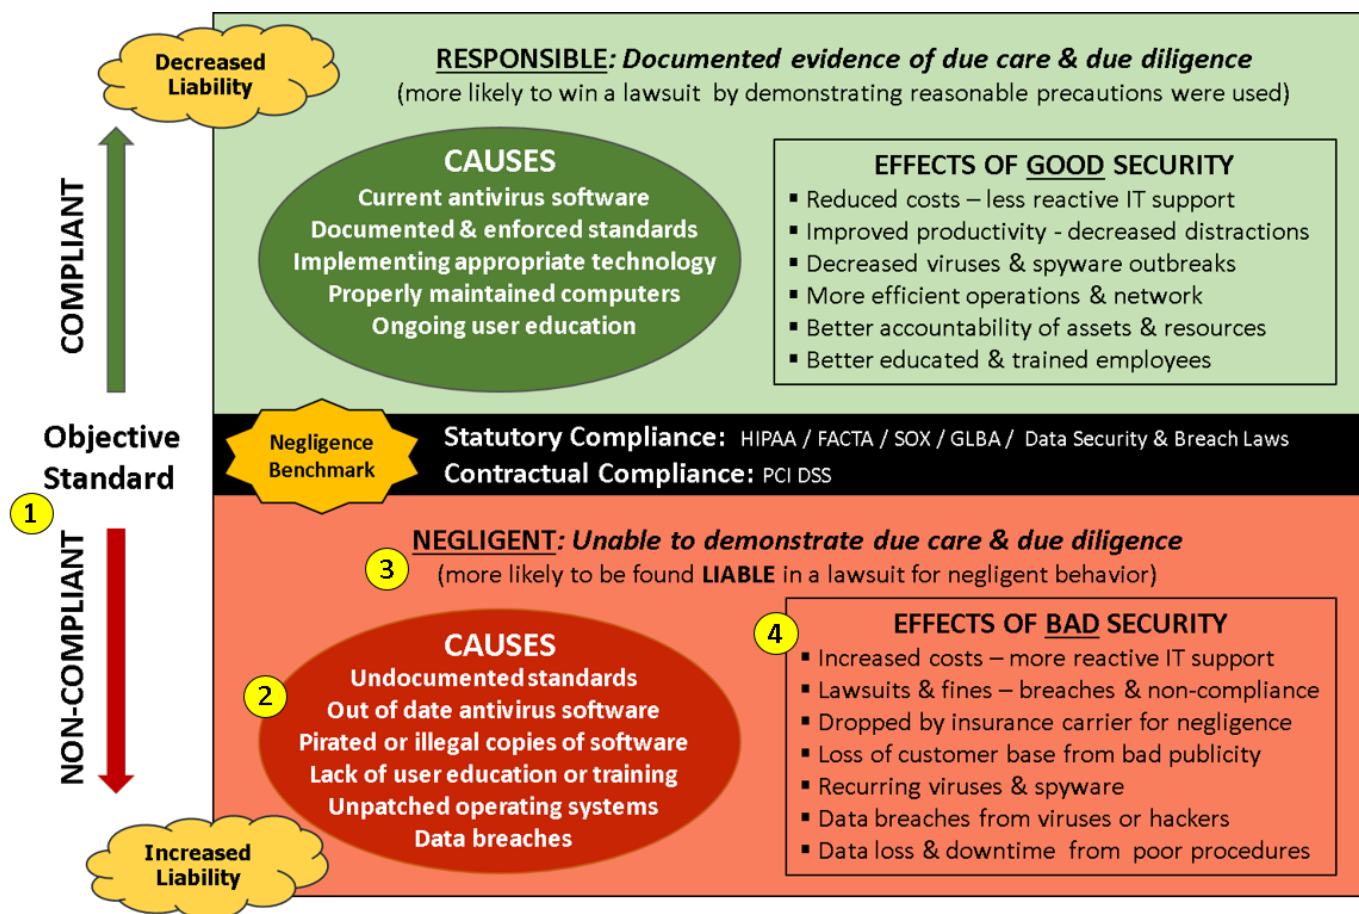 Decreased
Liability
RESPONSIBLE: Documented evidence of due care & due diligence
(more likely to win a lawsuit by demonstrating reasonable precautions were used)
COMPLIANT
CAUSES
Current antivirus software
Documented & enforced standards
Implementing appropriate technology
Properly maintained computers
Ongoing user education
EFFECTS OF GOOD SECURITY
▪ Reduced costs – less reactive IT support
▪ Improved productivity - decreased distractions
▪ Decreased viruses & spyware outbreaks
▪ More efficient operations & network
▪ Better accountability of assets & resources
▪ Better educated & trained employees
Objective
Standard
Negligence
Benchmark
Statutory Compliance: HIPAA / FACTA / SOX / GLBA / Data Security & Breach Laws
Contractual Compliance: PCI DSS
1
NON-COMPLIANT
3
NEGLIGENT: Unable to demonstrate due care & due diligence
(more likely to be found LIABLE in a lawsuit for negligent behavior)
2
CAUSES
Undocumented standards
Out of date antivirus software
Pirated or illegal copies of software
Lack of user education or training
Unpatched operating systems
Data breaches
4
EFFECTS OF BAD SECURITY
▪ Increased costs – more reactive IT support
▪ Lawsuits & fines – breaches & non-compliance
▪ Dropped by insurance carrier for negligence
▪ Loss of customer base from bad publicity
▪ Recurring viruses & spyware
▪ Data breaches from viruses or hackers
▪ Data loss & downtime from poor procedures
Increased
Liability